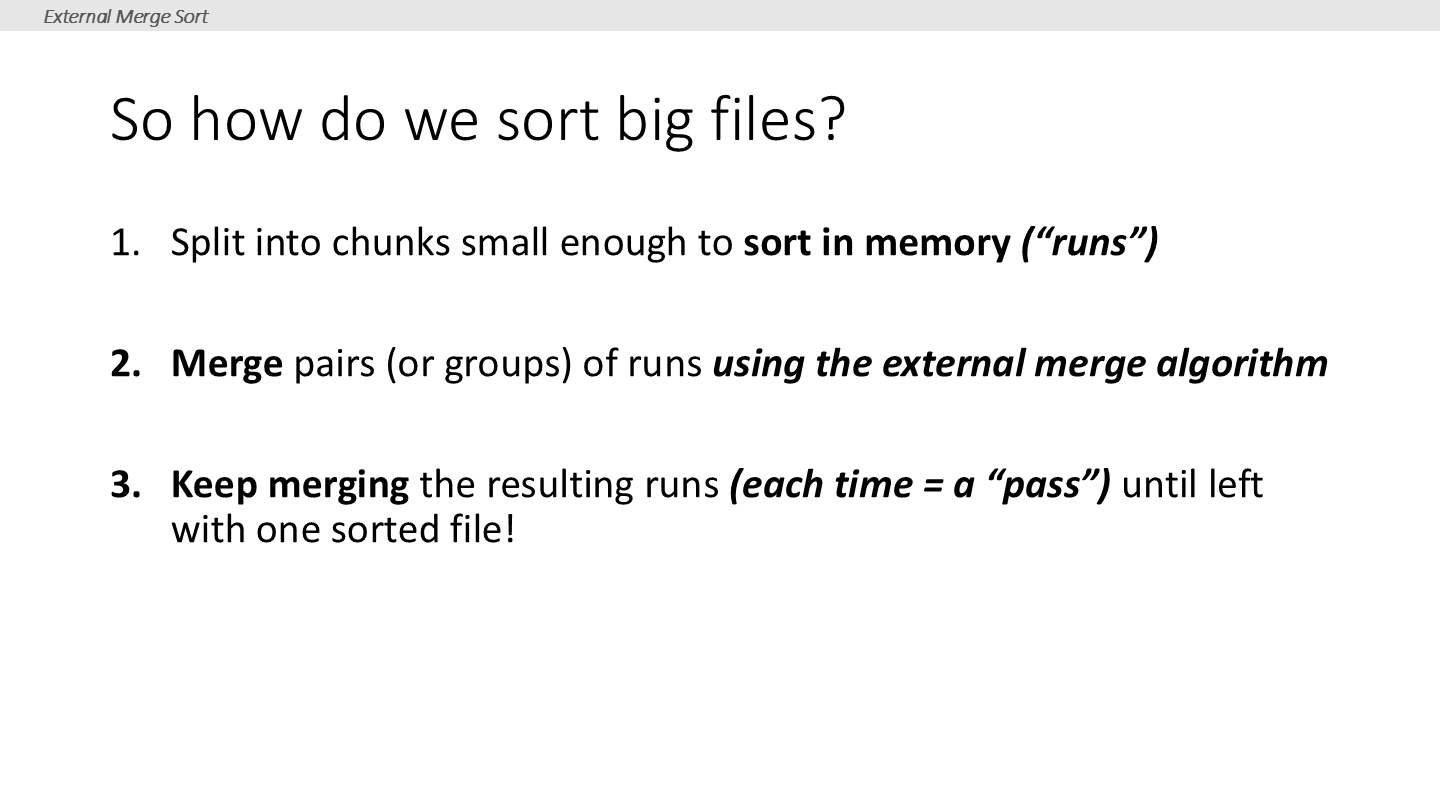 External Merge Sort
So how do we sort big files?
1. Split into chunks small enough to sort in memory (“runs”)
2. Merge pairs (or groups) of runs using the external merge algorithm
3. Keep merging the resulting runs (each time = a “pass”) until left
with one sorted file!